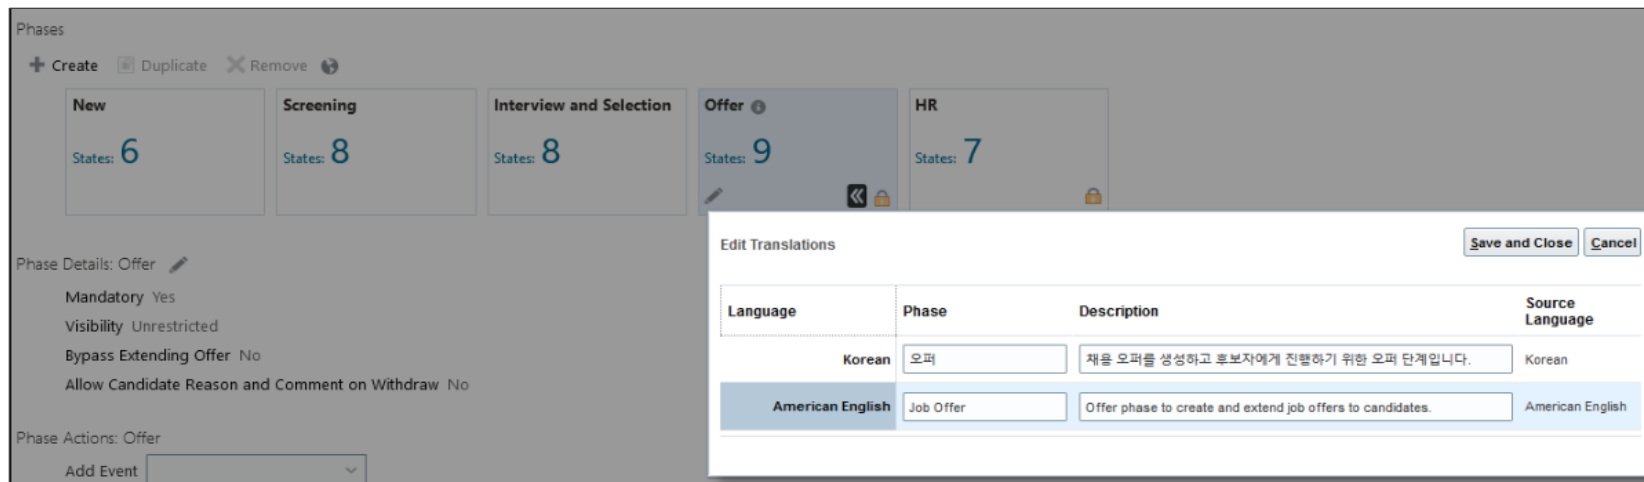 Phases
Create Duplicate Remove
New Screening Interview and Selection Offer HR
States: 6 States: 8 States: 8 States: 9 States: 7
Edit Translations Save and Close Cancel
Phase Details: Offer
Mandatory Yes
Visibility Unrestricted
Bypass Extending Offer No
Allow Candidate Reason and Comment on Withdraw No
Phase Actions: Offer
Add Event
Language Phase Description Source Language
Korean 오퍼 채용 오퍼를 생성하고 후보자에게 진행하기 위한 오퍼 단계입니다. Korean
American English Job Offer Offer phase to create and extend job offers to candidates. American English